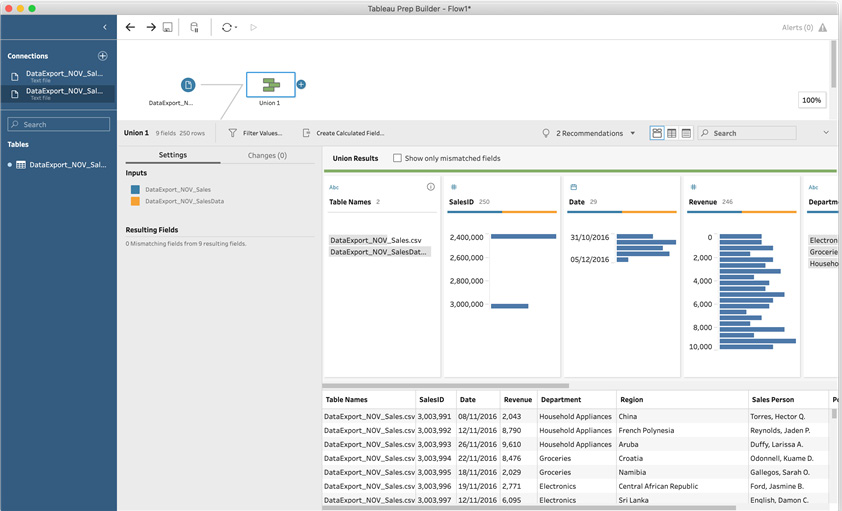 Tableau Prep Builder - Flow1*
Alerts (0)
Connections
DataExport_NOV_Sales...
Text file
DataExport_NOV_Sales...
Text file
Search
Tables
DataExport_NOV_Sal...
DataExport_N...
Union 1
100%
Union 1 9 fields 250 rows Filter Values... Create Calculated Field... 2 Recommendations Search
Settings Changes (0)
Inputs
DataExport_NOV_Sales
DataExport_NOV_SalesData
Resulting Fields
0 Mismatching fields from 9 resulting fields.
Union Results Show only mismatched fields
Abc
Table Names 2
DataExport_NOV_Sales.csv
DataExport_NOV_SalesDat...
#
SalesID 250
2,400,000
2,600,000
2,800,000
3,000,000
Date 29
31/10/2016
05/12/2016
#
Revenue 246
0
2,000
4,000
6,000
8,000
10,000
Abc
Departm
Electron
Grocerie
Househo
Table Names SalesID Date Revenue Department Region Sales Person Po
DataExport_NOV_Sales.csv 3,003,991 08/11/2016 2,043 Household Appliances China Torres, Hector Q.
DataExport_NOV_Sales.csv 3,003,992 12/11/2016 8,790 Household Appliances French Polynesia Reynolds, Jaden P.
DataExport_NOV_Sales.csv 3,003,993 26/11/2016 9,610 Household Appliances Aruba Duffy, Larissa A.
DataExport_NOV_Sales.csv 3,003,994 22/11/2016 8,476 Groceries Croatia Odonnell, Kuame D.
DataExport_NOV_Sales.csv 3,003,995 18/11/2016 2,029 Groceries Namibia Gallegos, Sarah O.
DataExport_NOV_Sales.csv 3,003,996 19/11/2016 2,771 Electronics Central African Republic Ford, Jasmine B.
DataExport_NOV_Sales.csv 3,003,997 12/11/2016 6,095 Electronics Sri Lanka English, Damon C.